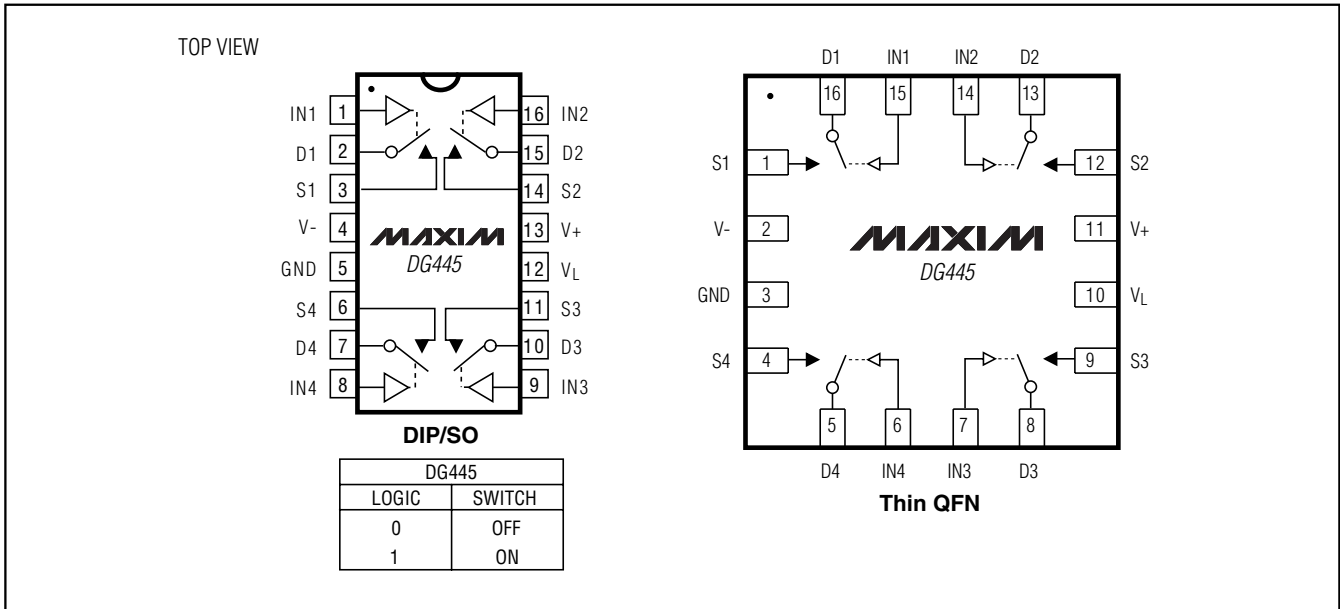 TOP VIEW
IN1 1 16 IN2
D1 2 15 D2
S1 3 14 S2
V- 4 13 V+
MAXIM
DG445
GND 5 12 VL
S4 6 11 S3
D4 7 10 D3
IN4 8 9 IN3
DIP/SO
DG445
LOGIC SWITCH
0 OFF
1 ON
D1 IN1 IN2 D2
16 15 14 13
S1 1 12 S2
V- 2 11 V+
MAXIM
DG445
GND 3 10 VL
S4 4 9 S3
5 6 7 8
D4 IN4 IN3 D3
Thin QFN